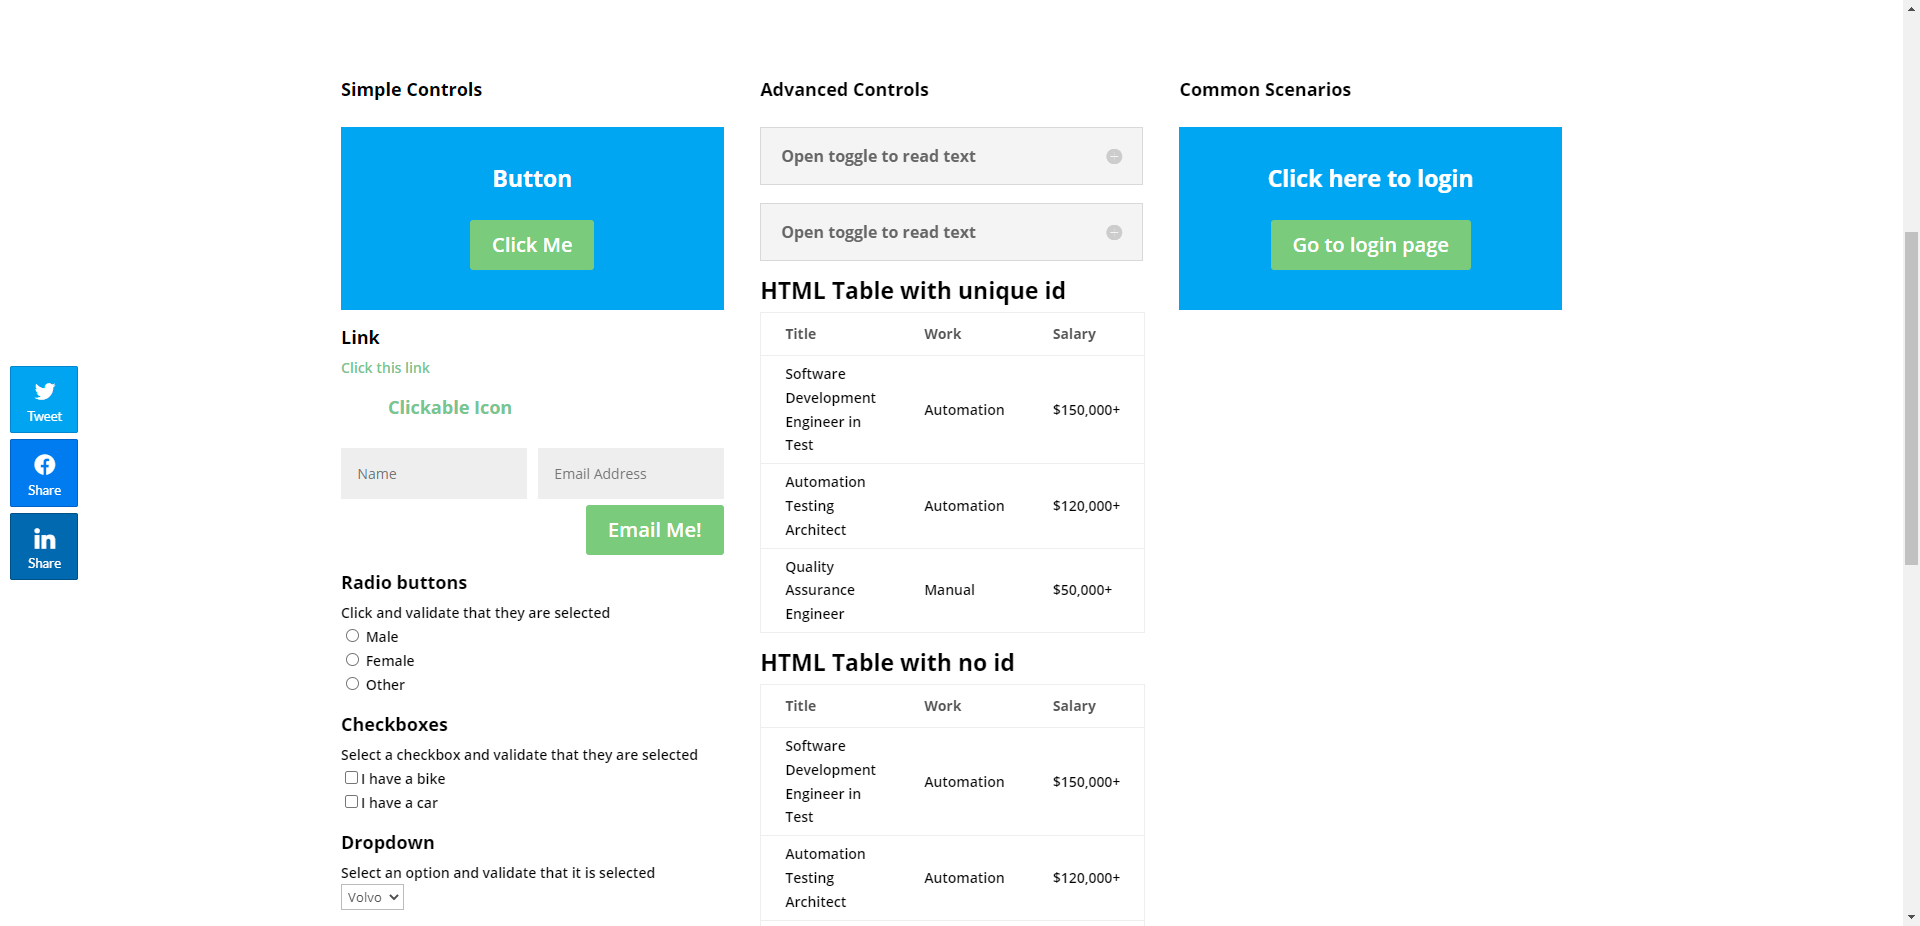 Simple Controls
Button
Click Me
Link
Click this link
Clickable Icon
Name
Email Address
Email Me!
Radio buttons
Click and validate that they are selected
Male
Female
Other
Checkboxes
Select a checkbox and validate that they are selected
I have a bike
I have a car
Dropdown
Select an option and validate that it is selected
Volvo
Advanced Controls
Open toggle to read text
Open toggle to read text
HTML Table with unique id
Title Work Salary
Software
Development
Engineer in
Test
Automation $150,000+
Automation
Testing
Architect
Automation $120,000+
Quality
Assurance
Engineer
Manual $50,000+
HTML Table with no id
Title Work Salary
Software
Development
Engineer in
Test
Automation $150,000+
Automation
Testing
Architect
Automation $120,000+
Common Scenarios
Click here to login
Go to login page
Tweet
Share
in
Share